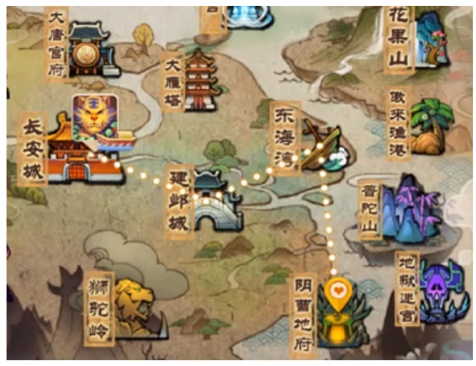 大唐官府
花果山
大雁塔
傲来渔港
长安城
东海湾
建邺城
普陀山
狮驼岭
阴曹地府
地狱迷宫